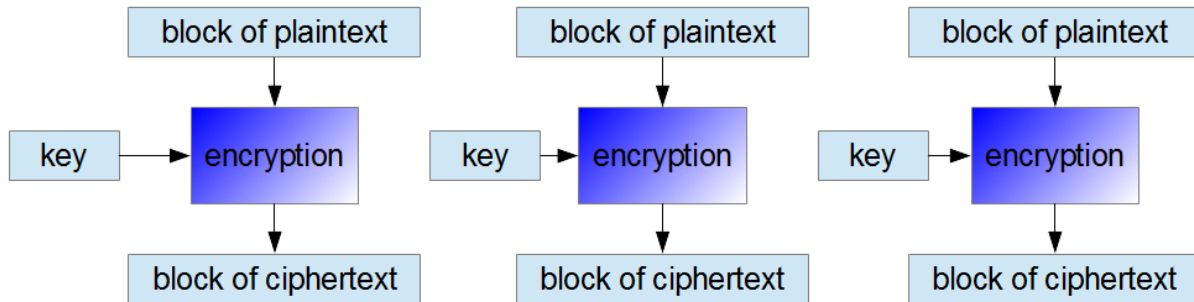 block of plaintext
block of plaintext
block of plaintext
key
encryption
key
encryption
key
encryption
block of ciphertext
block of ciphertext
block of ciphertext